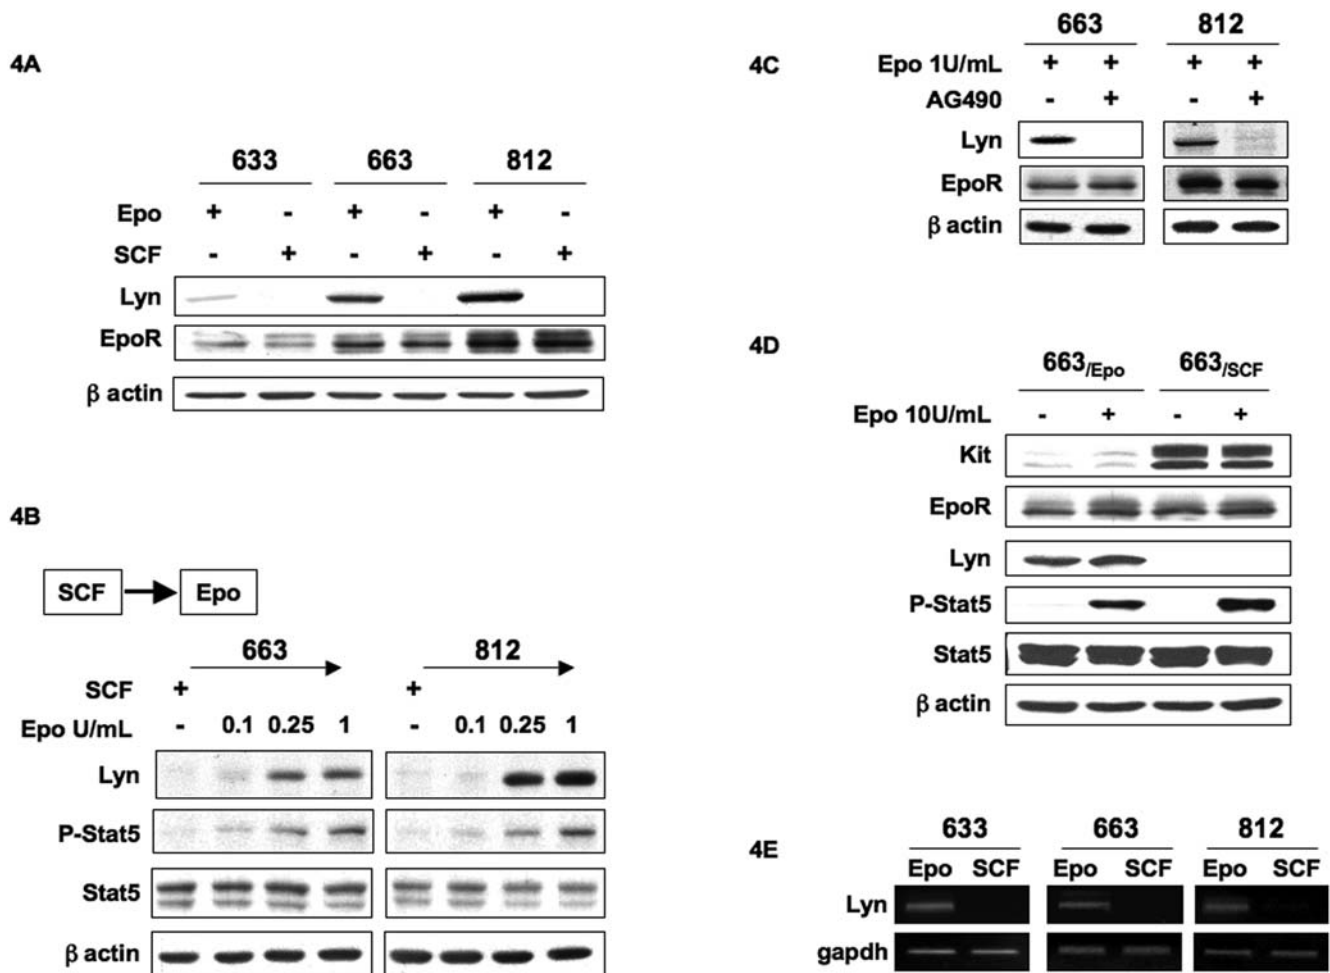 4A
633 663 812
Epo + - + - + -
SCF - + - + - +
Lyn
EpoR
β actin
4B
SCF Epo
663 812
SCF + +
Epo U/mL - 0.1 0.25 1 - 0.1 0.25 1
Lyn
P-Stat5
Stat5
β actin
4C
663 812
Epo 1U/mL + + + +
AG490 - + - +
Lyn
EpoR
β actin
4D
663/Epo 663/SCF
Epo 10U/mL - + - +
Kit
EpoR
Lyn
P-Stat5
Stat5
β actin
4E
633 663 812
Epo SCF Epo SCF Epo SCF
Lyn
gapdh